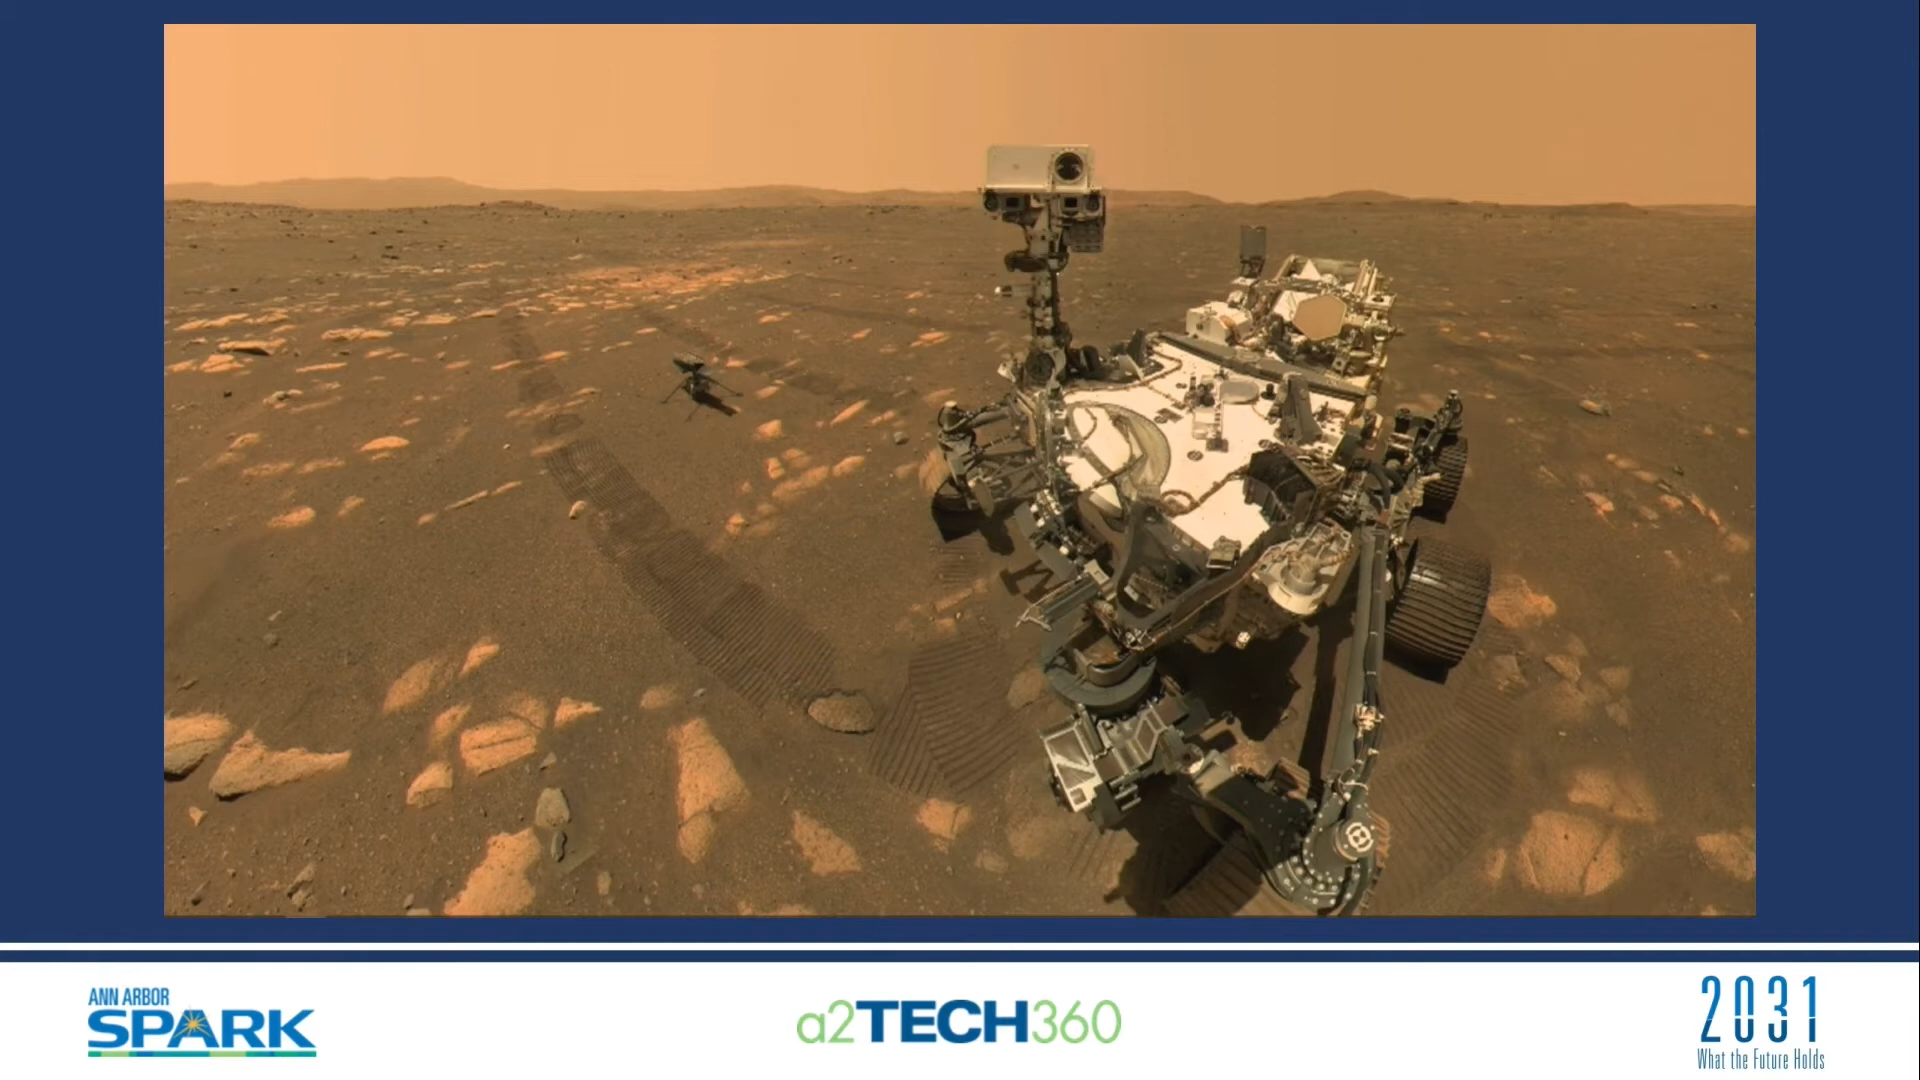 ANN ARBOR
SPARK
a2TECH360
2031
What the Future Holds